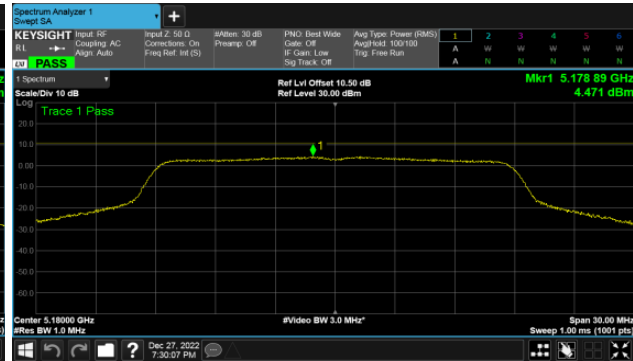 Spectrum Analyzer 1
Swept SA
+
KEYSIGHT
RL
LXI PASS
Input: RF
Coupling: AC
Align: Auto
Input Z: 50 Ω
Corrections: On
Freq Ref: Int (S)
#Atten: 30 dB
Preamp: Off
PNO: Best Wide
Gate: Off
IF Gain: Low
Sig Track: Off
Avg Type: Power (RMS)
Avg|Hold: 100/100
Trig: Free Run
1 2 3 4 5 6
A W W W W W
A N N N N N
1 Spectrum
Scale/Div 10 dB
Log
Ref Lvl Offset 10.50 dB
Ref Level 30.00 dBm
Mkr1 5.178 89 GHz
4.471 dBm
Trace 1 Pass
20.0
10.0
0.00
-10.0
-20.0
-30.0
-40.0
-50.0
-60.0
1
Center 5.18000 GHz
#Res BW 1.0 MHz
#Video BW 3.0 MHz*
Span 30.00 MHz
Sweep 1.00 ms (1001 pts)
?
Dec 27, 2022
7:30:07 PM